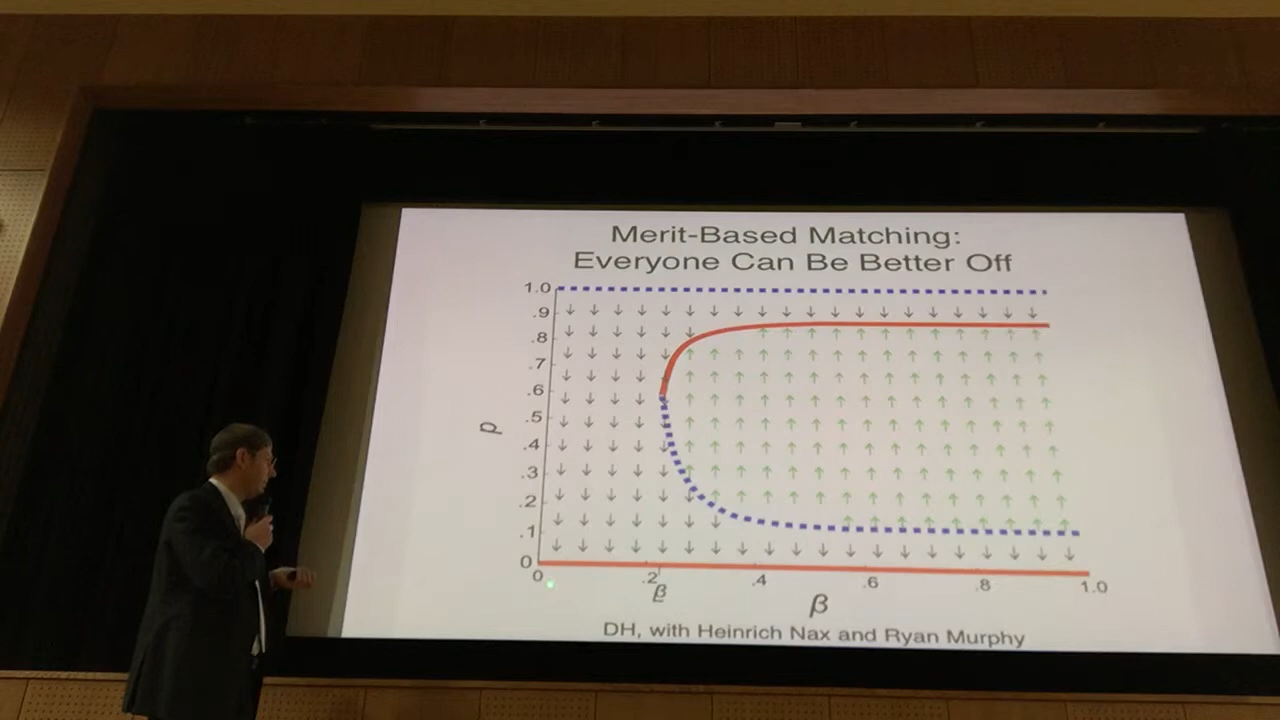 Merit-Based Matching:
Everyone Can Be Better Off
1.0
.9
.8
.7
.6
.5
.4
.3
.2
.1
0
ρ
0
.2
.4
.6
.8
1.0
β
β
DH, with Heinrich Nax and Ryan Murphy